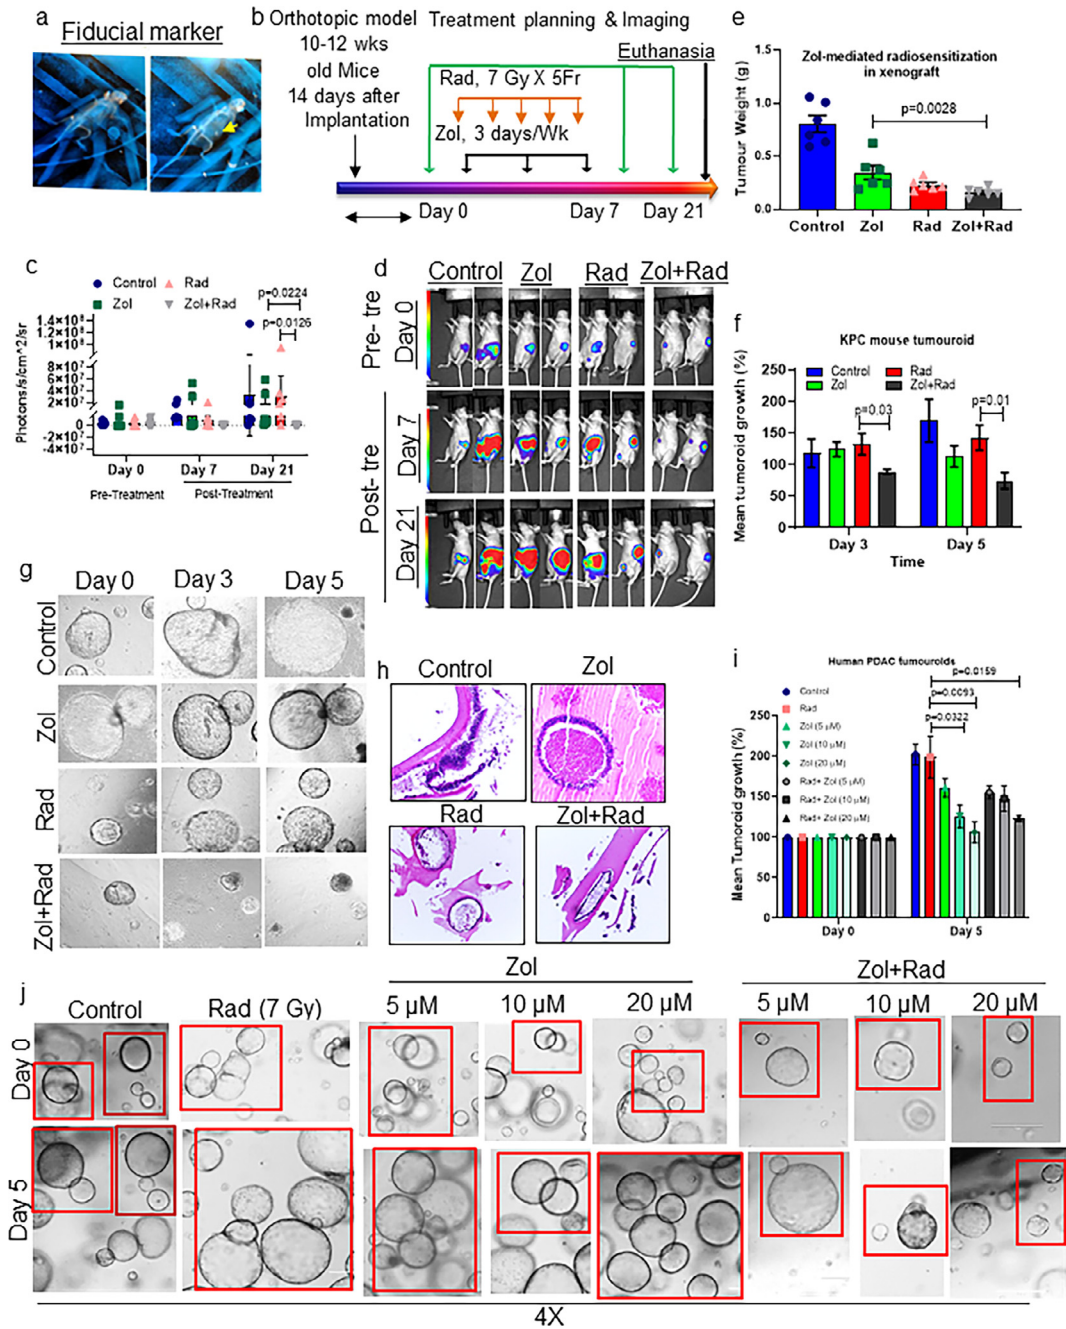 a
Fiducial marker
b
Orthotopic model
10-12 wks
old Mice
14 days after
Implantation
Treatment planning & Imaging
Euthanasia
Rad, 7 Gy X 5Fr
Zol, 3 days/Wk
Day 0
Day 7
Day 21
e
Zol-mediated radiosensitization
in xenograft
p=0.0028
Tumour Weight (g)
1.5
1.0
0.5
0.0
Control
Zol
Rad
Zol+Rad
c
Control
Rad
Zol
Zol+Rad
p=0.0224
p=0.0126
Photons/s/cm^2/sr
1.4×10⁸
1.2×10⁸
1×10⁸
8×10⁷
6×10⁷
4×10⁷
2×10⁷
0
-2×10⁷
Day 0
Day 7
Day 21
Pre-Treatment
Post-Treatment
d
Control
Zol
Rad
Zol+Rad
Pre- tre
Day 0
Post- tre
Day 7
Day 21
f
KPC mouse tumouroid
Control
Rad
Zol
Zol+Rad
p=0.03
p=0.01
Mean tumoroid growth (%)
250
200
150
100
50
0
Day 3
Day 5
Time
g
Day 0
Day 3
Day 5
Control
Zol
Rad
Zol+Rad
h
Control
Zol
Rad
Zol+Rad
i
Human PDAC tumouroids
Control
Rad
Zol (5 μM)
Zol (10 μM)
Zol (20 μM)
Rad+ Zol (5 μM)
Rad+ Zol (10 μM)
Rad+ Zol (20 μM)
p=0.0159
p=0.0093
p=0.0322
Mean Tumoroid growth (%)
250
200
150
100
50
0
Day 0
Day 5
j
Control
Rad (7 Gy)
Zol
5 μM
10 μM
20 μM
Zol+Rad
5 μM
10 μM
20 μM
Day 0
Day 5
4X